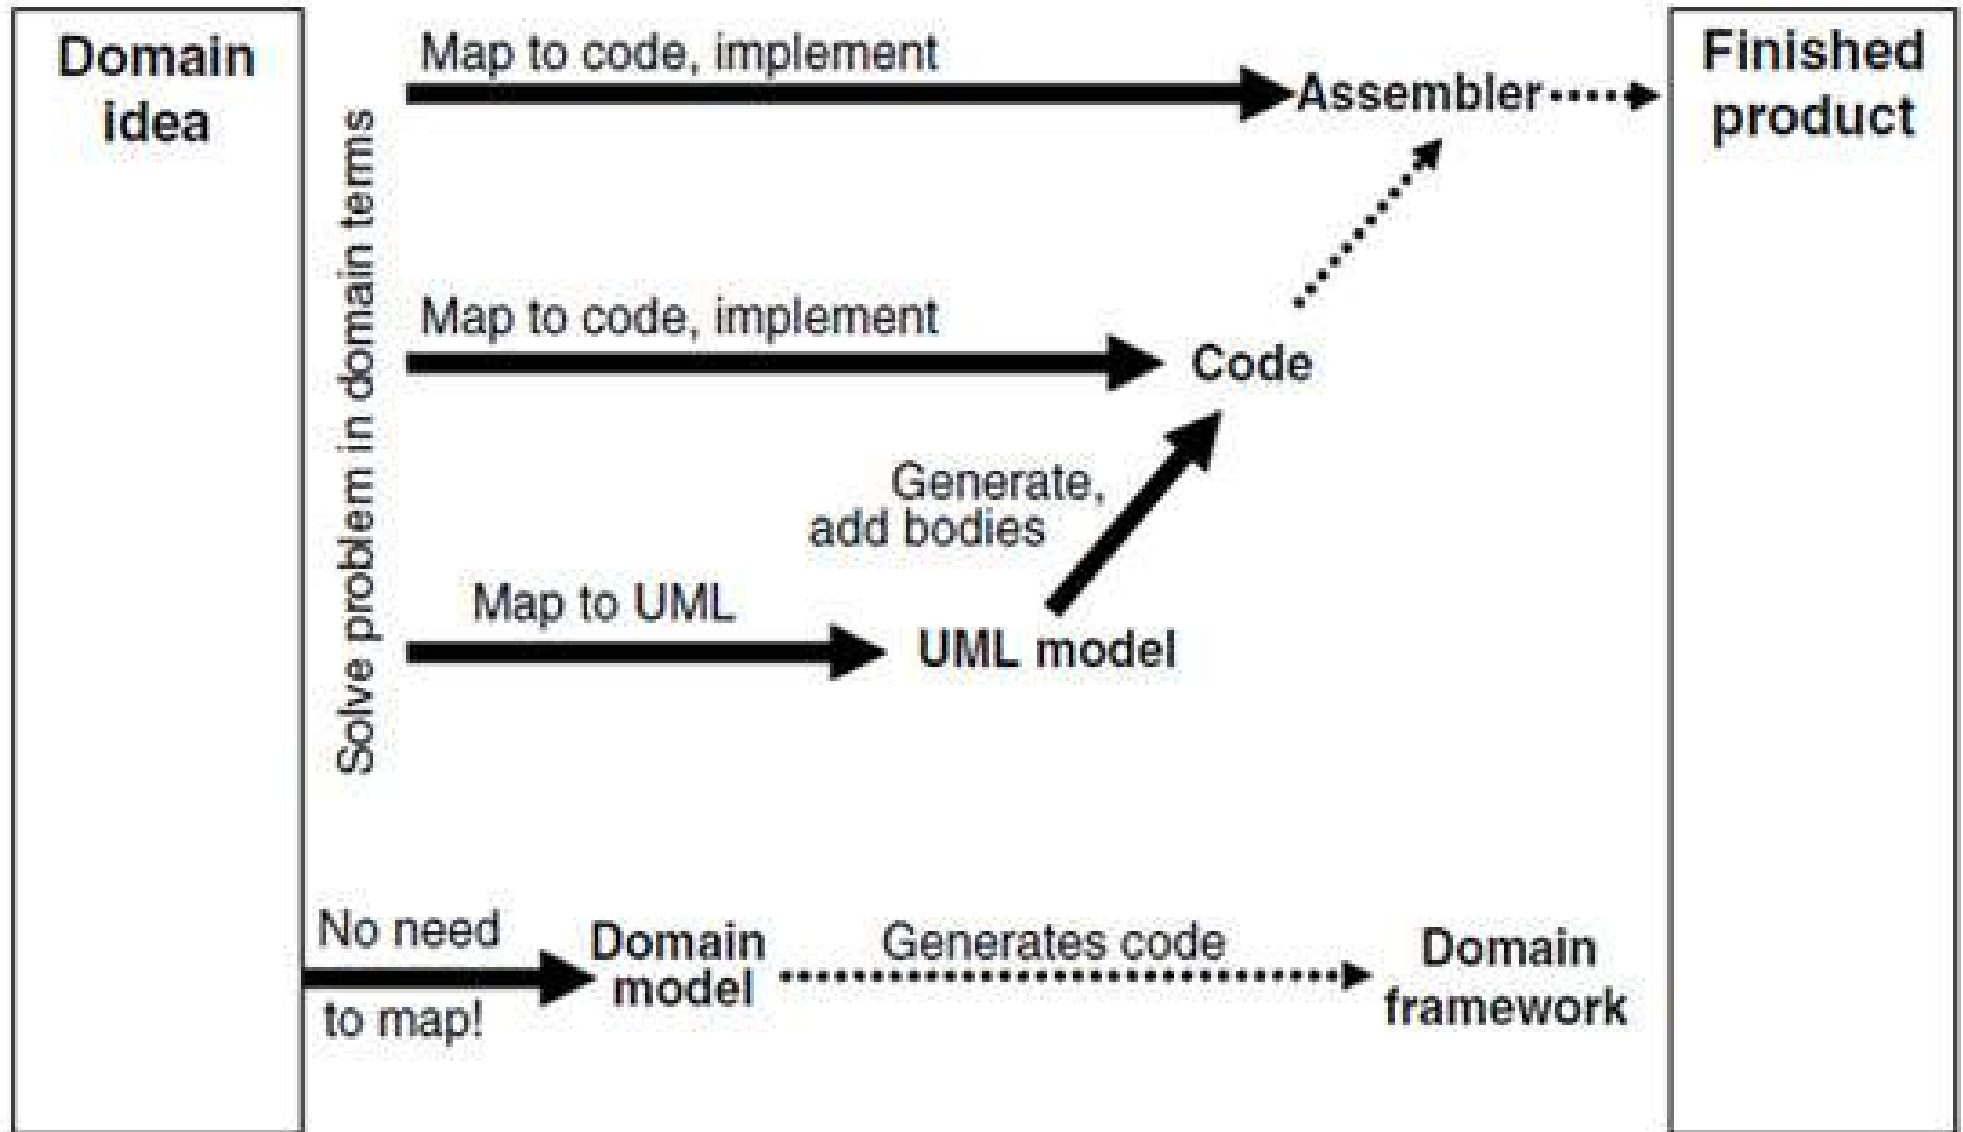 Domain
idea
Solve problem in domain terms
Map to code, implement
Assembler
Finished
product
Map to code, implement
Code
Generate,
add bodies
Map to UML
UML model
No need
to map!
Domain
model
Generates code
Domain
framework